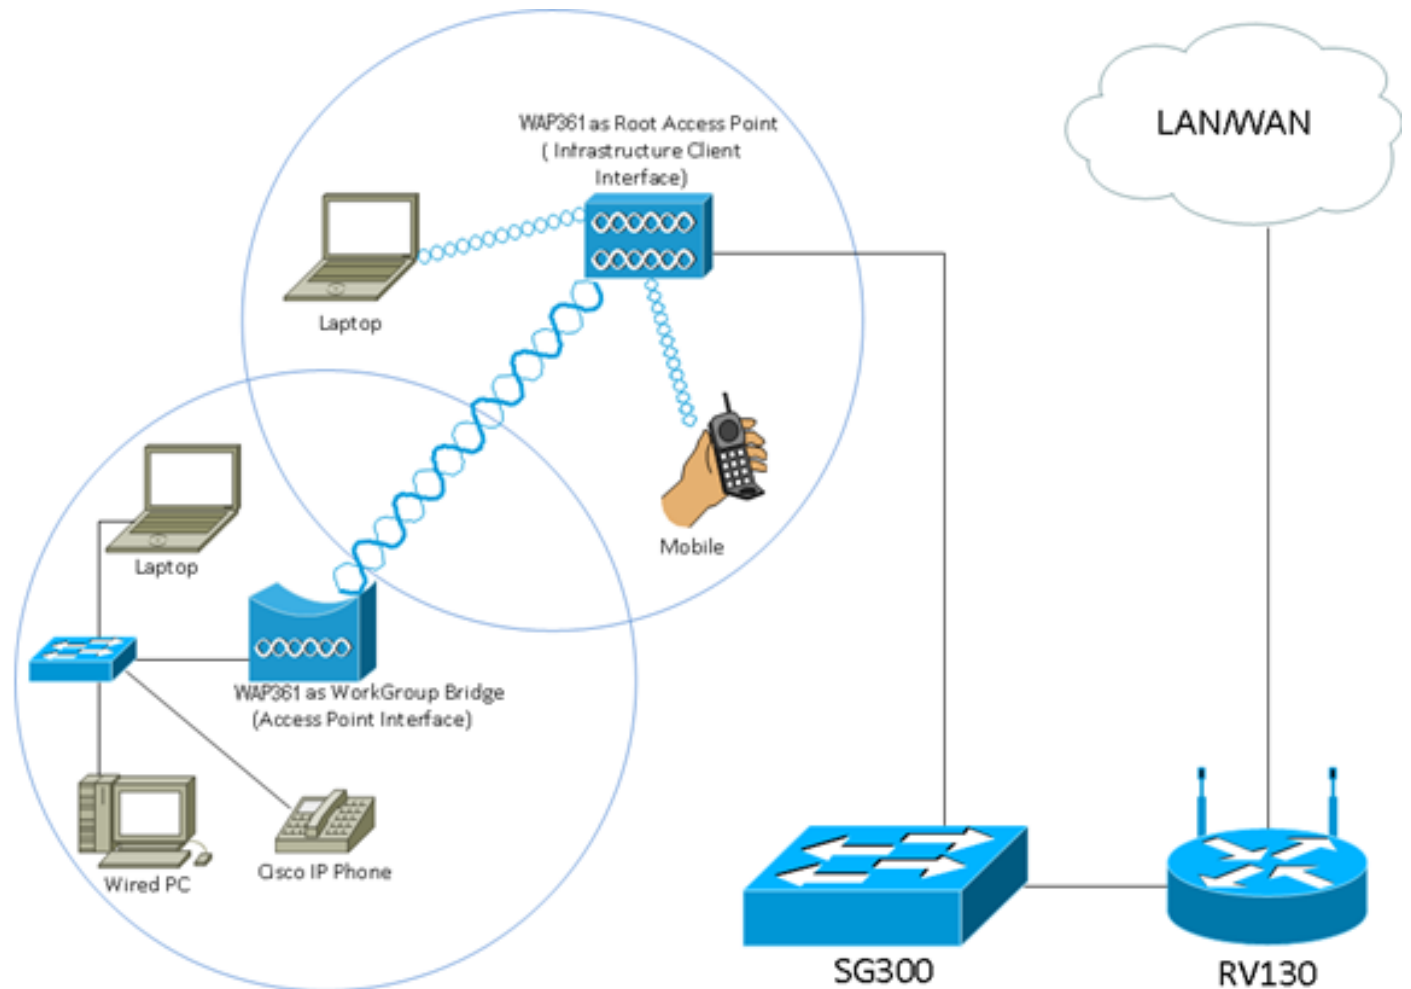 LAN/WAN
WAP361 as Root Access Point
( Infrastructure Client
Interface)
Laptop
Mobile
Laptop
WAP361 as WorkGroup Bridge
(Access Point Interface)
Wired PC
Cisco IP Phone
SG300
RV130